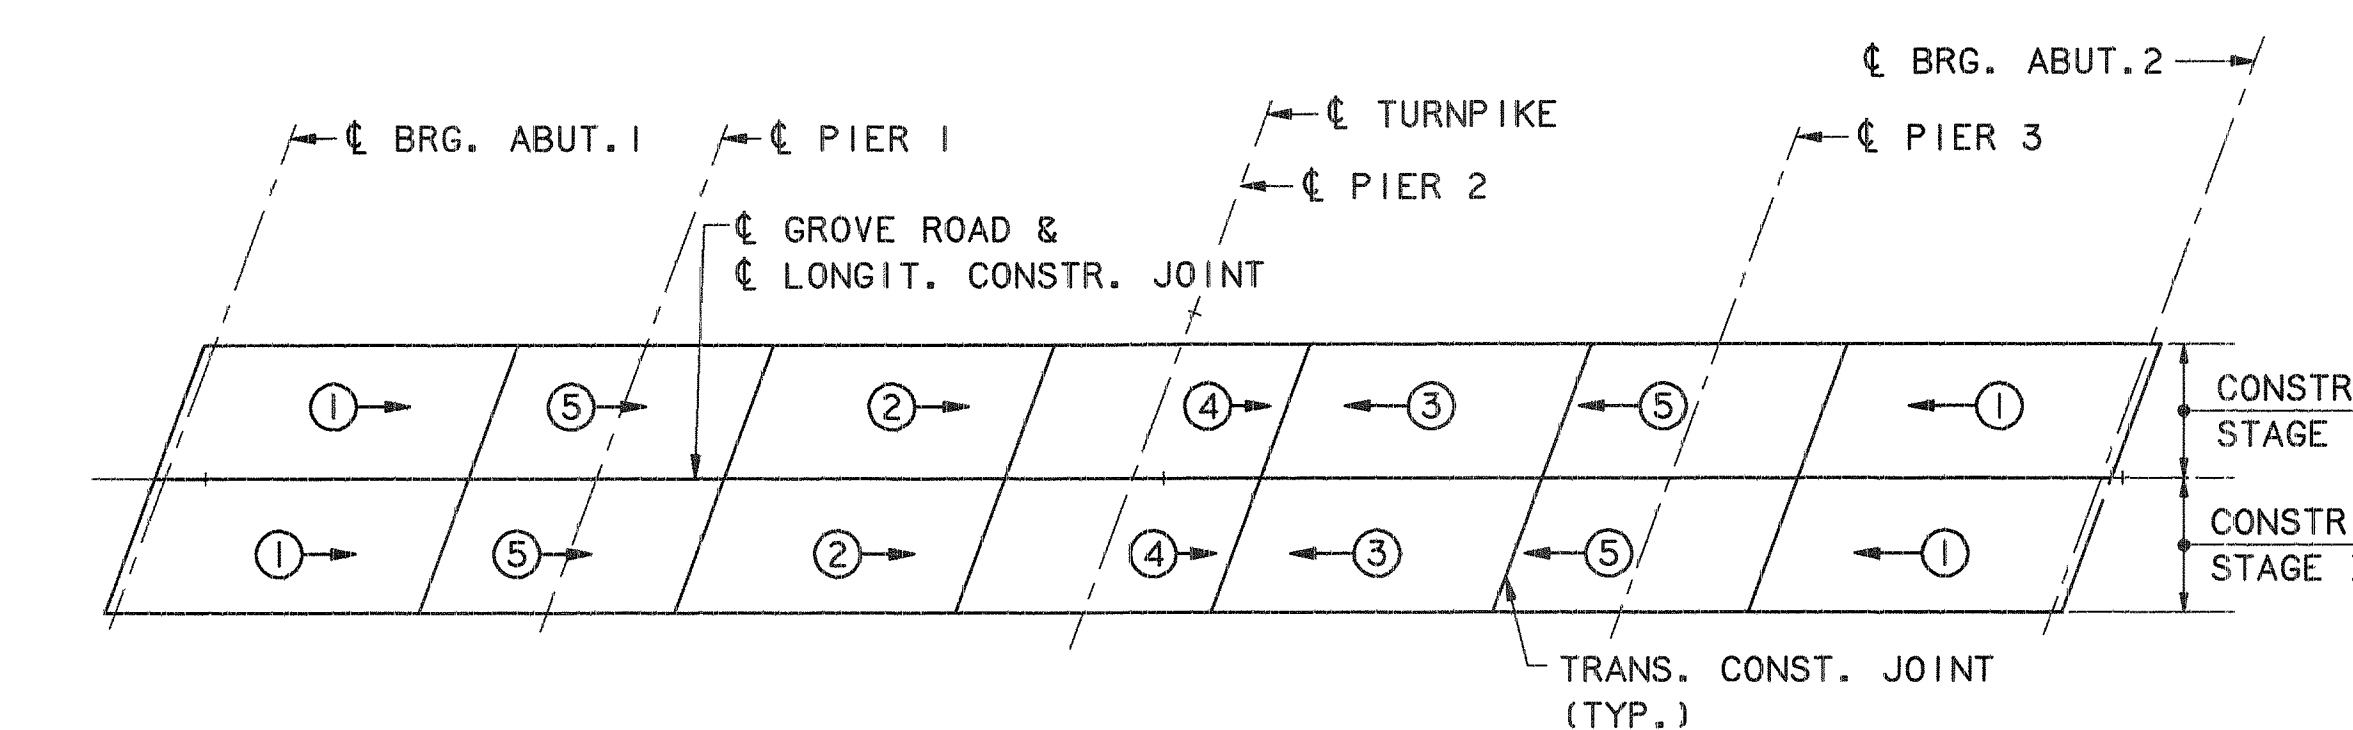 ℄ BRG. ABUT.2
℄ TURNPIKE
℄ BRG. ABUT.1
℄ PIER 1
℄ PIER 3
℄ PIER 2
℄ GROVE ROAD &
℄ LONGIT. CONSTR. JOINT
1 5 2 4 3 5 1
CONSTR
STAGE
1 5 2 4 3 5 1
CONSTR
STAGE
TRANS. CONST. JOINT
(TYP.)